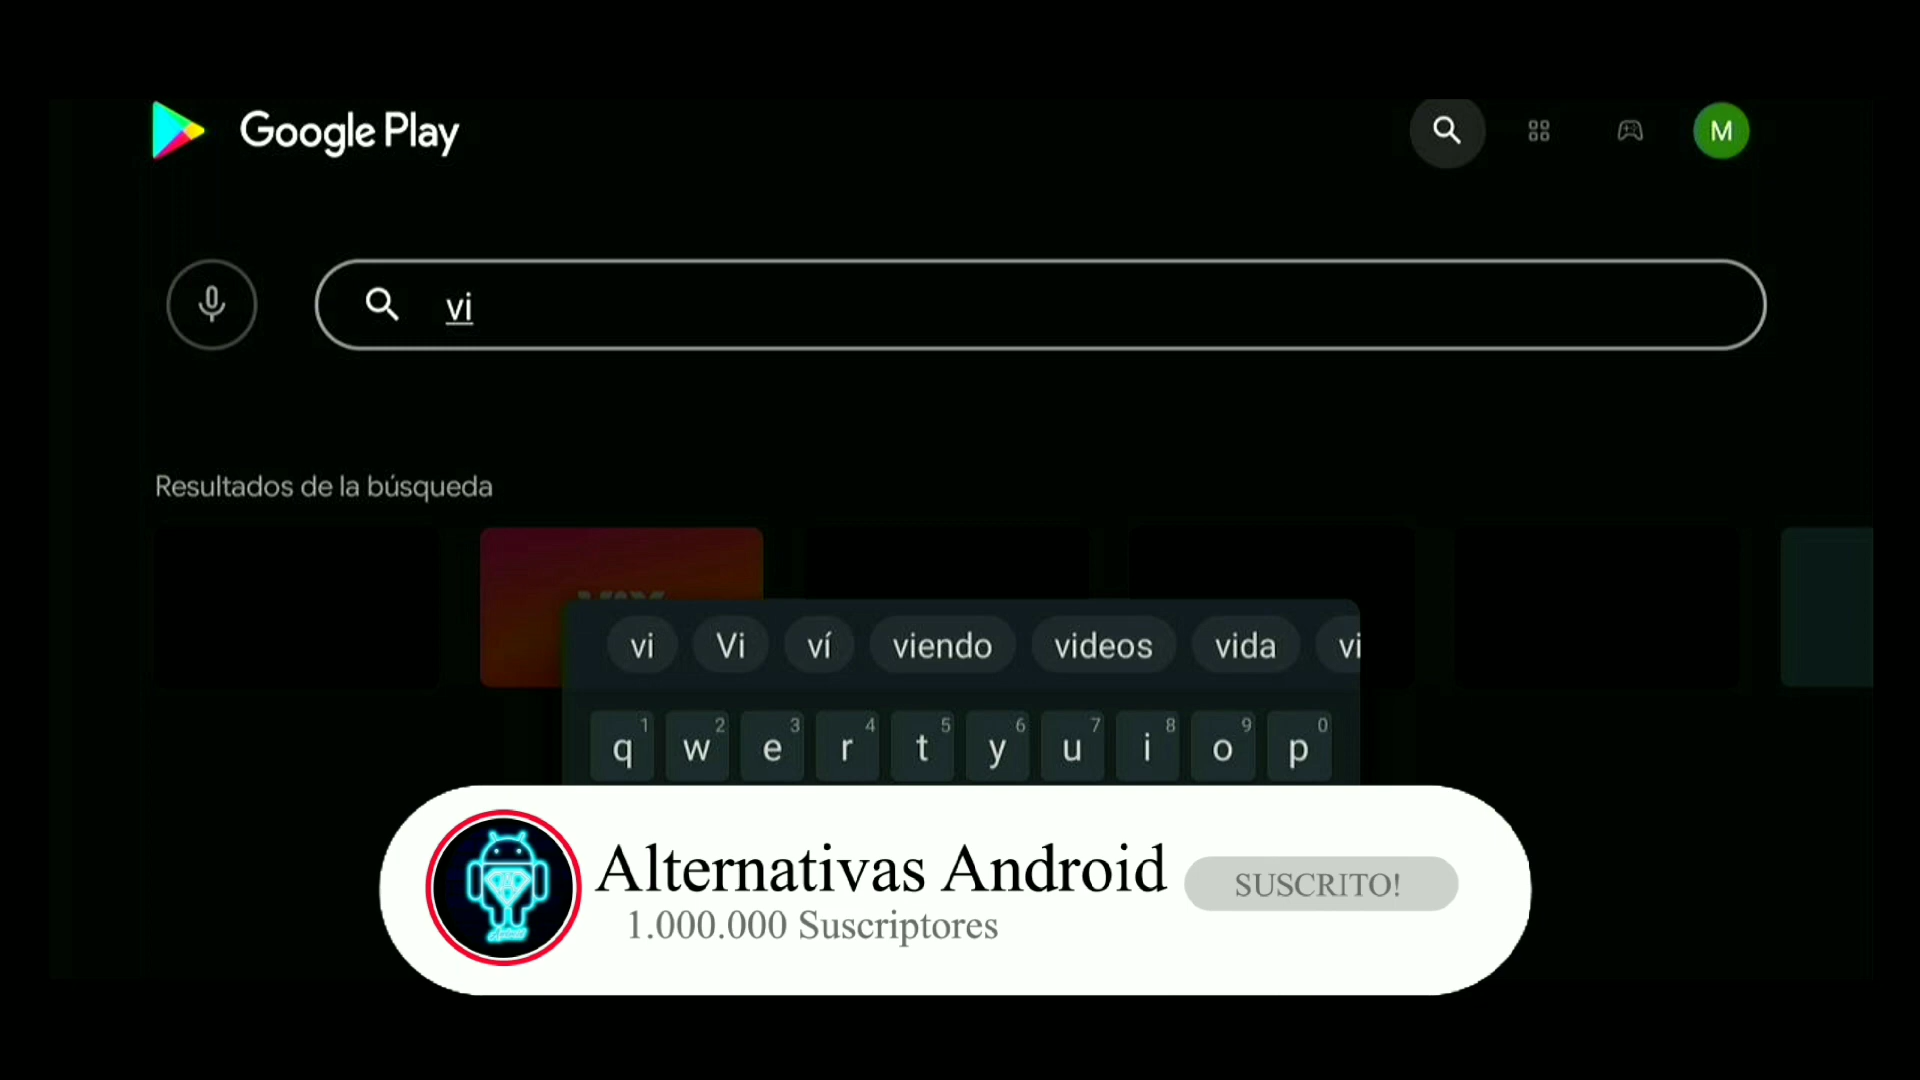 Google Play
M
vi
Resultados de la búsqueda
vi Vi ví viendo videos vida vi
1 2 3 4 5 6 7 8 9 0
q w e r t y u i o p
Alternativas Android
SUSCRITO!
1.000.000 Suscriptores